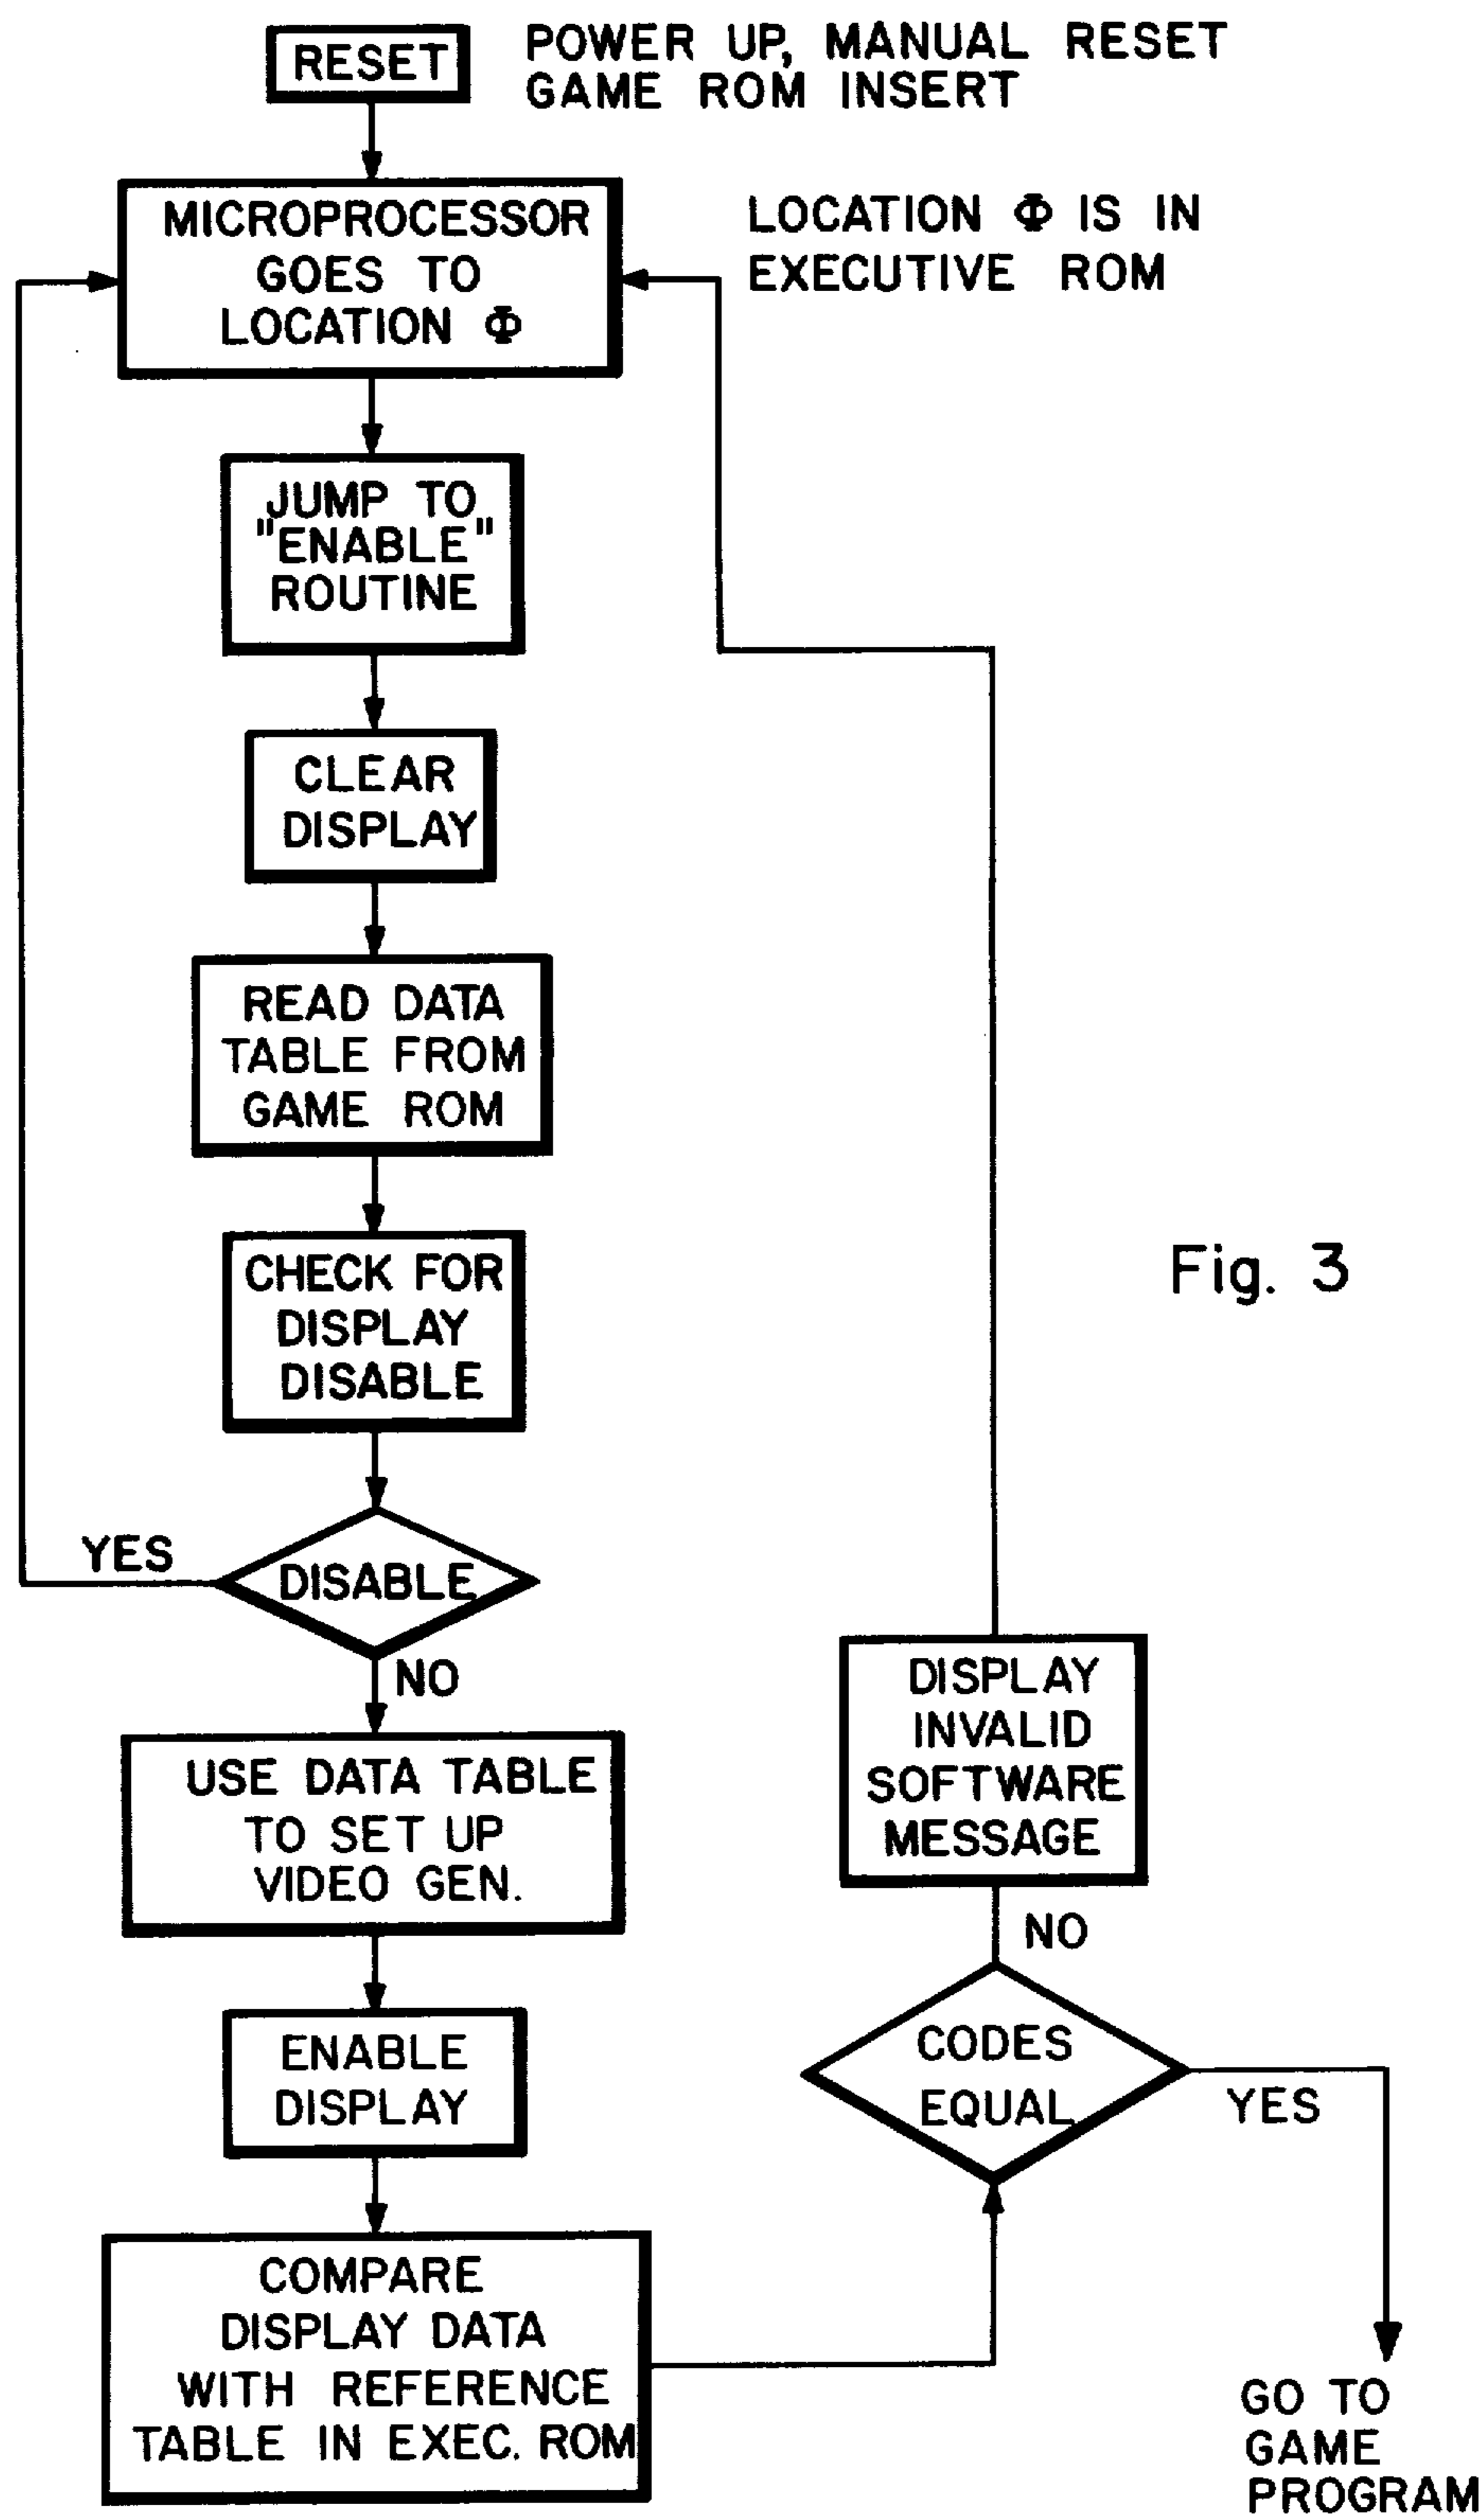 RESET
POWER UP, MANUAL RESET
GAME ROM INSERT
MICROPROCESSOR
GOES TO
LOCATION Φ
LOCATION Φ IS IN
EXECUTIVE ROM
JUMP TO
"ENABLE"
ROUTINE
CLEAR
DISPLAY
READ DATA
TABLE FROM
GAME ROM
CHECK FOR
DISPLAY
DISABLE
Fig. 3
YES
DISABLE
NO
USE DATA TABLE
TO SET UP
VIDEO GEN.
ENABLE
DISPLAY
COMPARE
DISPLAY DATA
WITH REFERENCE
TABLE IN EXEC. ROM
DISPLAY
INVALID
SOFTWARE
MESSAGE
NO
CODES
EQUAL
YES
GO TO
GAME
PROGRAM